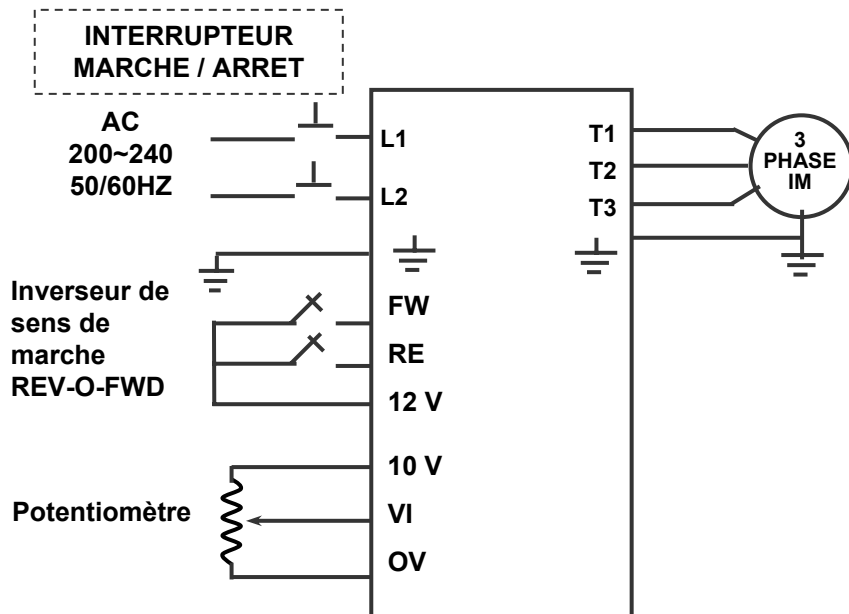 INTERRUPTEUR
MARCHE / ARRET
AC
200~240
50/60HZ
L1
L2
T1
T2
T3
3
PHASE
IM
Inverseur de
sens de
marche
REV-O-FWD
FW
RE
12 V
Potentiomètre
10 V
VI
OV